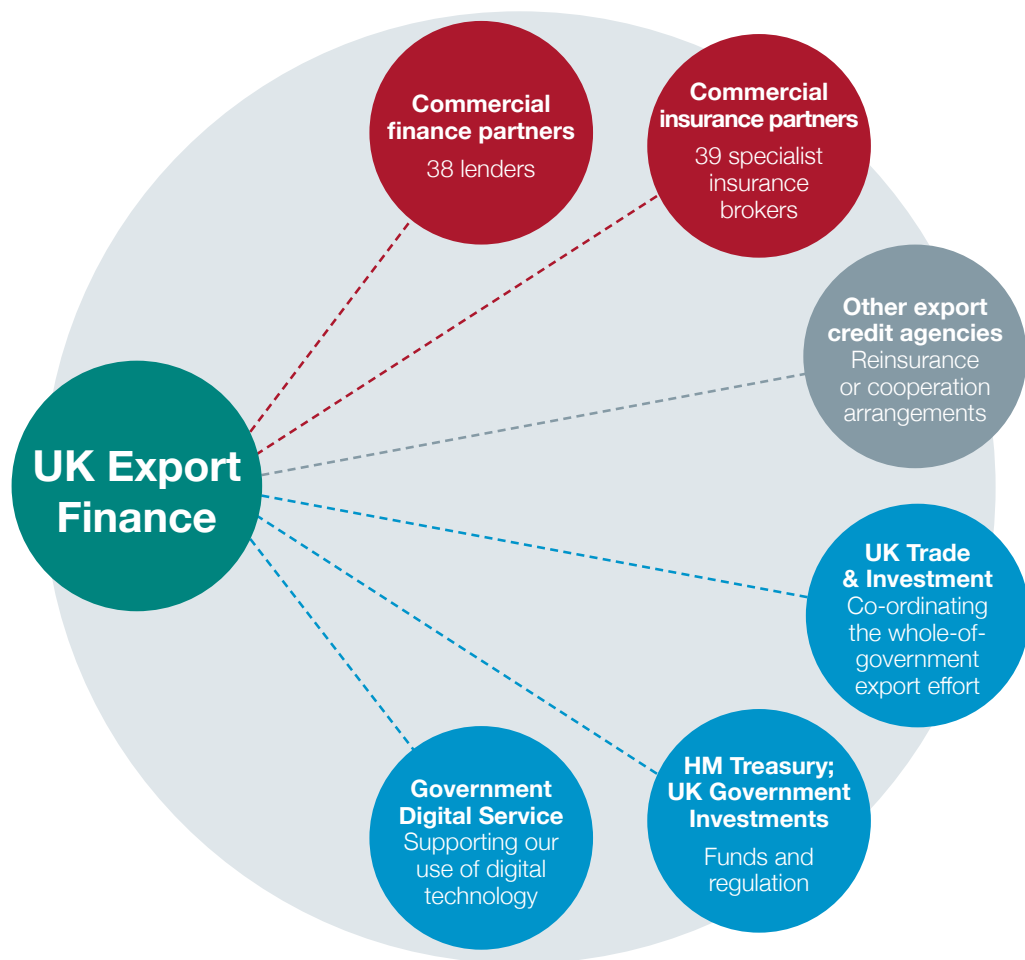 Commercial
finance partners
38 lenders
Commercial
insurance partners
39 specialist
insurance
brokers
Other export
credit agencies
Reinsurance
or cooperation
arrangements
UK Export
Finance
UK Trade
& Investment
Co-ordinating
the whole-of-
government
export effort
HM Treasury;
UK Government
Investments
Funds and
regulation
Government
Digital Service
Supporting our
use of digital
technology